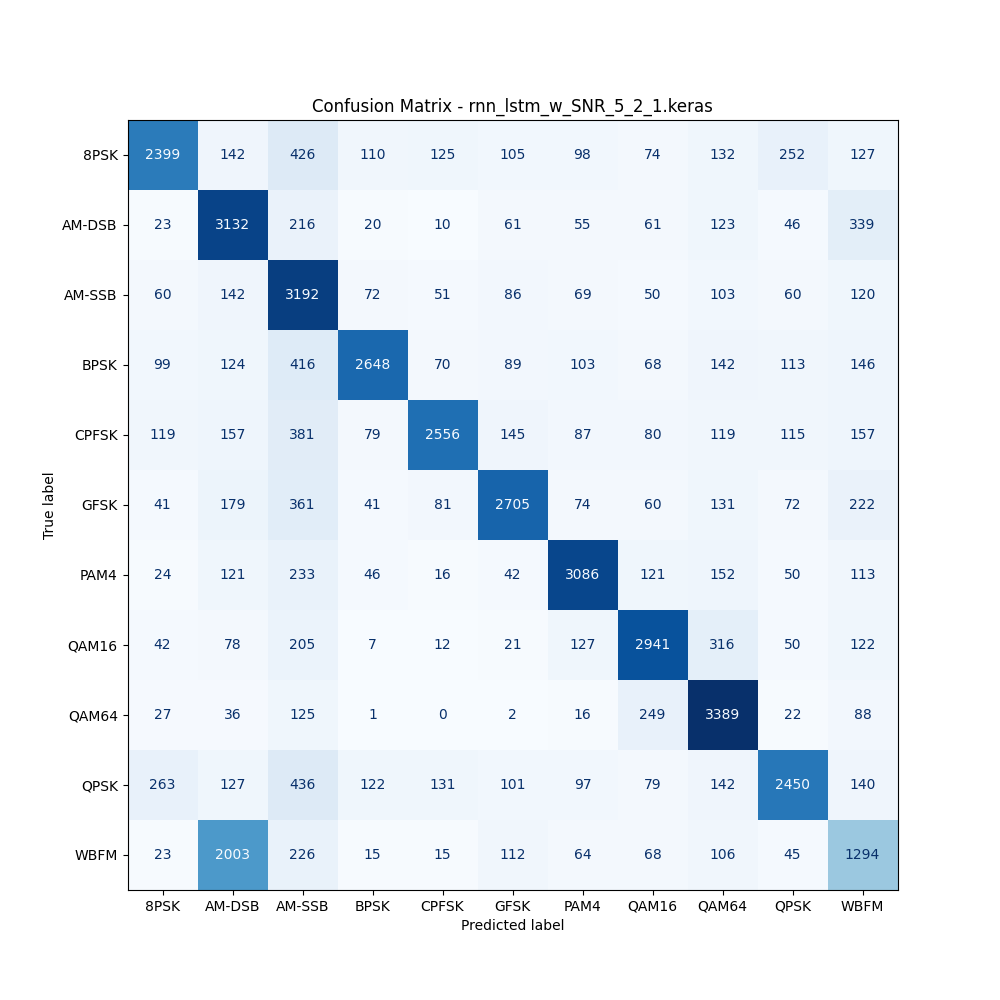 Confusion Matrix - rnn_lstm_w_SNR_5_2_1.keras
8PSK 2399 142 426 110 125 105 98 74 132 252 127
AM-DSB 23 3132 216 20 10 61 55 61 123 46 339
AM-SSB 60 142 3192 72 51 86 69 50 103 60 120
BPSK 99 124 416 2648 70 89 103 68 142 113 146
CPFSK 119 157 381 79 2556 145 87 80 119 115 157
GFSK 41 179 361 41 81 2705 74 60 131 72 222
PAM4 24 121 233 46 16 42 3086 121 152 50 113
QAM16 42 78 205 7 12 21 127 2941 316 50 122
QAM64 27 36 125 1 0 2 16 249 3389 22 88
QPSK 263 127 436 122 131 101 97 79 142 2450 140
WBFM 23 2003 226 15 15 112 64 68 106 45 1294
8PSK AM-DSB AM-SSB BPSK CPFSK GFSK PAM4 QAM16 QAM64 QPSK WBFM
Predicted label
True label